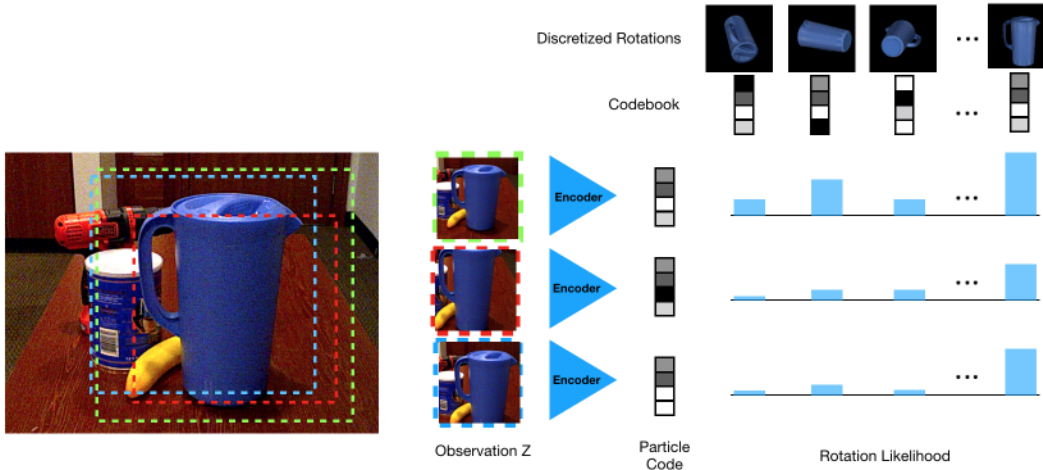 Discretized Rotations
Codebook
Encoder
Encoder
Encoder
Observation Z
Particle
Code
Rotation Likelihood